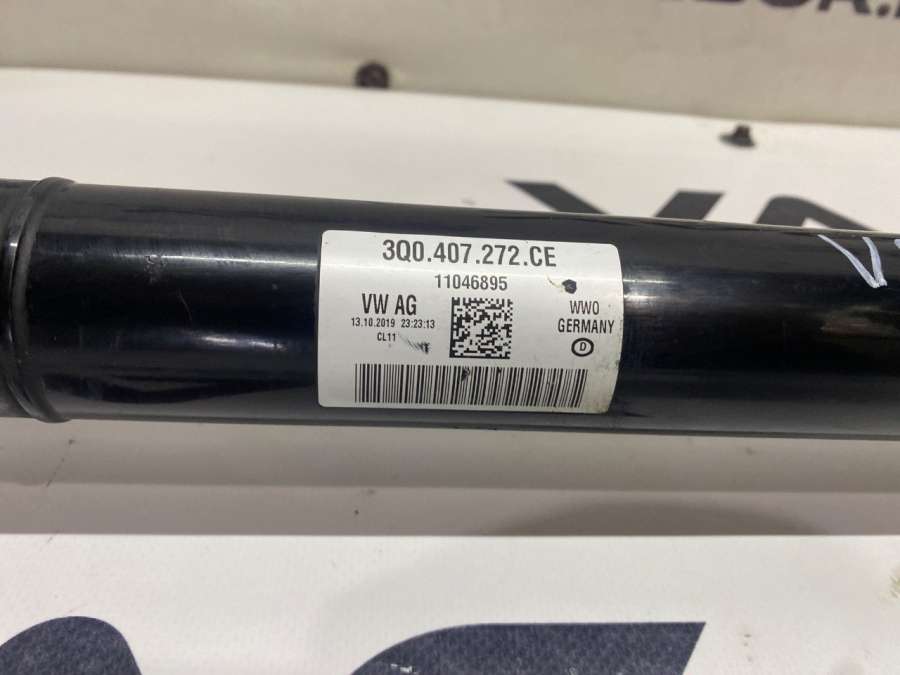 3Q0.407.272.CE
11046895
VW AG
13.10.2019 23:23:13
CL11
WWO
GERMANY
D